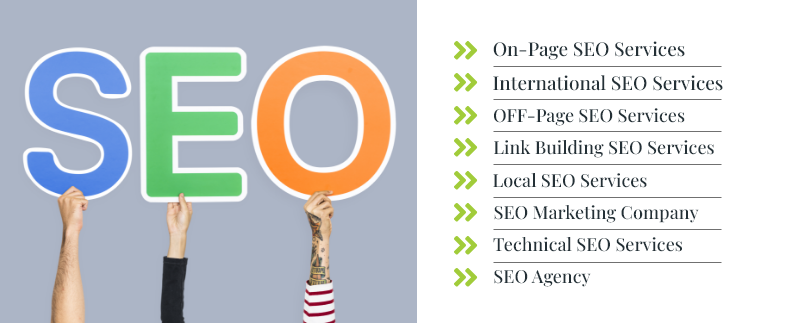 SEO
On-Page SEO Services
International SEO Services
OFF-Page SEO Services
Link Building SEO Services
Local SEO Services
SEO Marketing Company
Technical SEO Services
SEO Agency